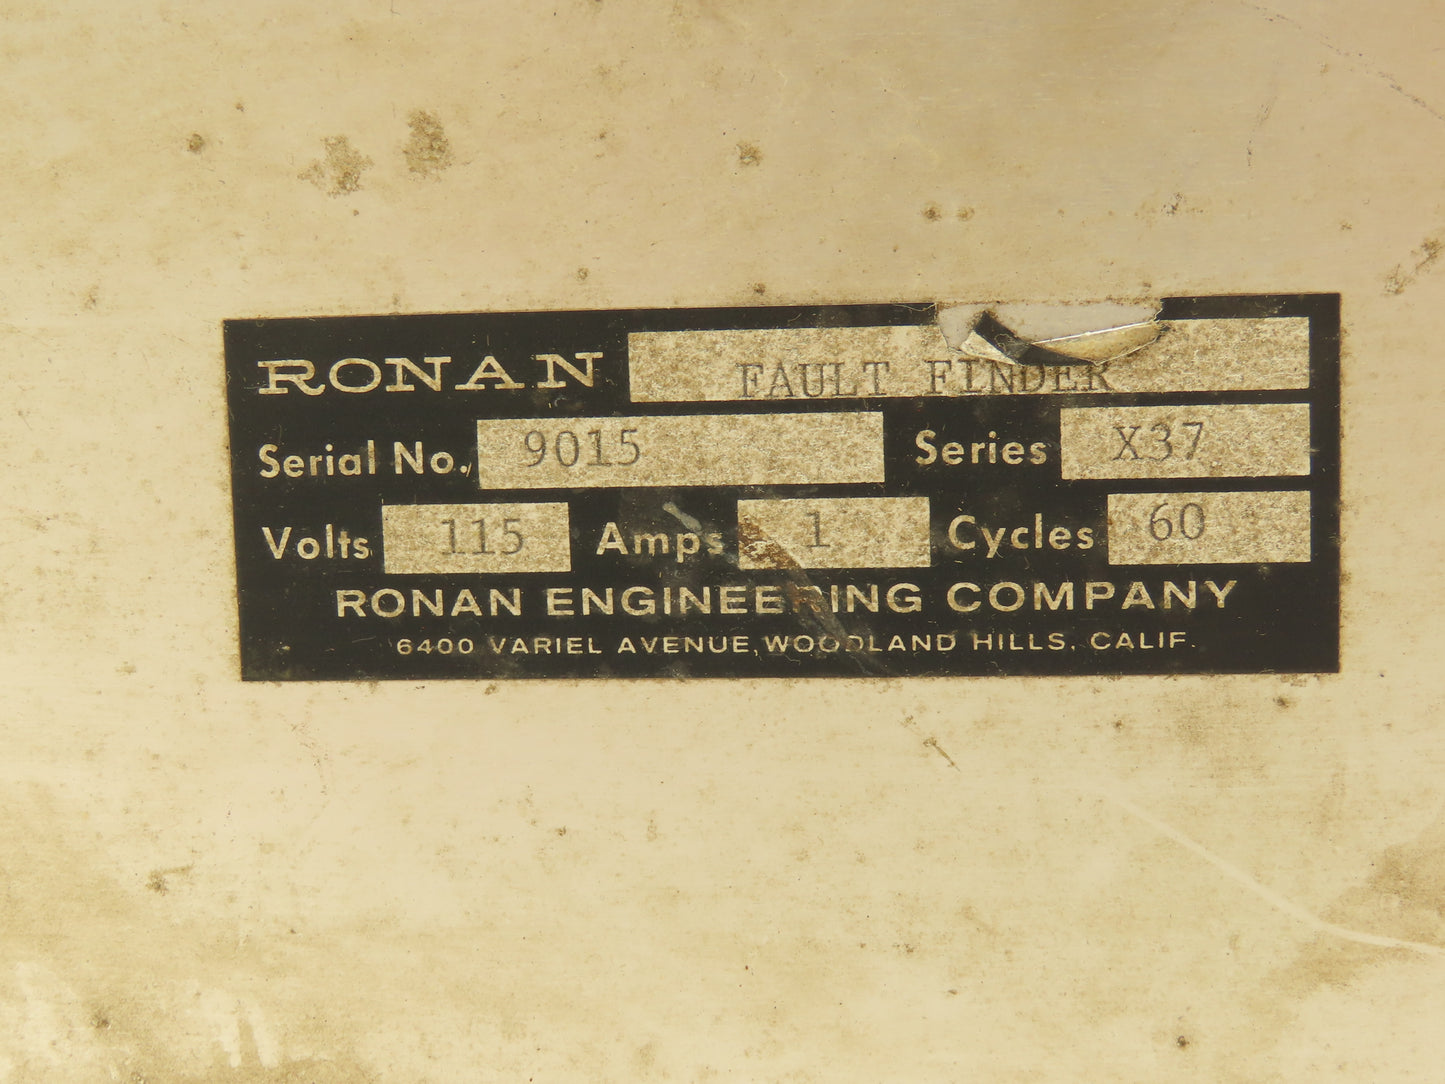 RONAN FAULT FINDER
Serial No. 9015 Series X37
Volts 115 Amps 1 Cycles 60
RONAN ENGINEERING COMPANY
6400 VARIEL AVENUE, WOODLAND HILLS, CALIF.